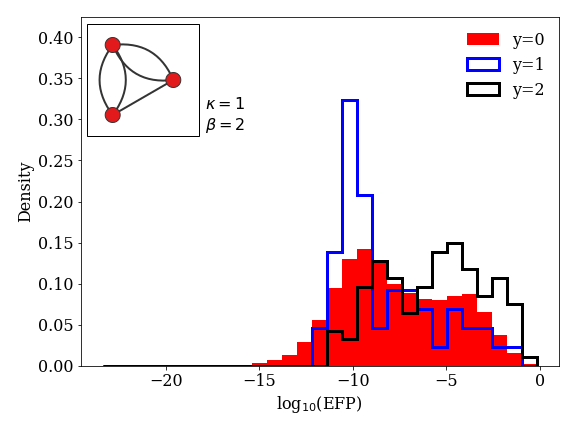 0.40
0.35
0.30
0.25
0.20
0.15
0.10
0.05
0.00
Density
κ = 1
β = 2
y=0
y=1
y=2
−20
−15
−10
−5
0
log₁₀(EFP)